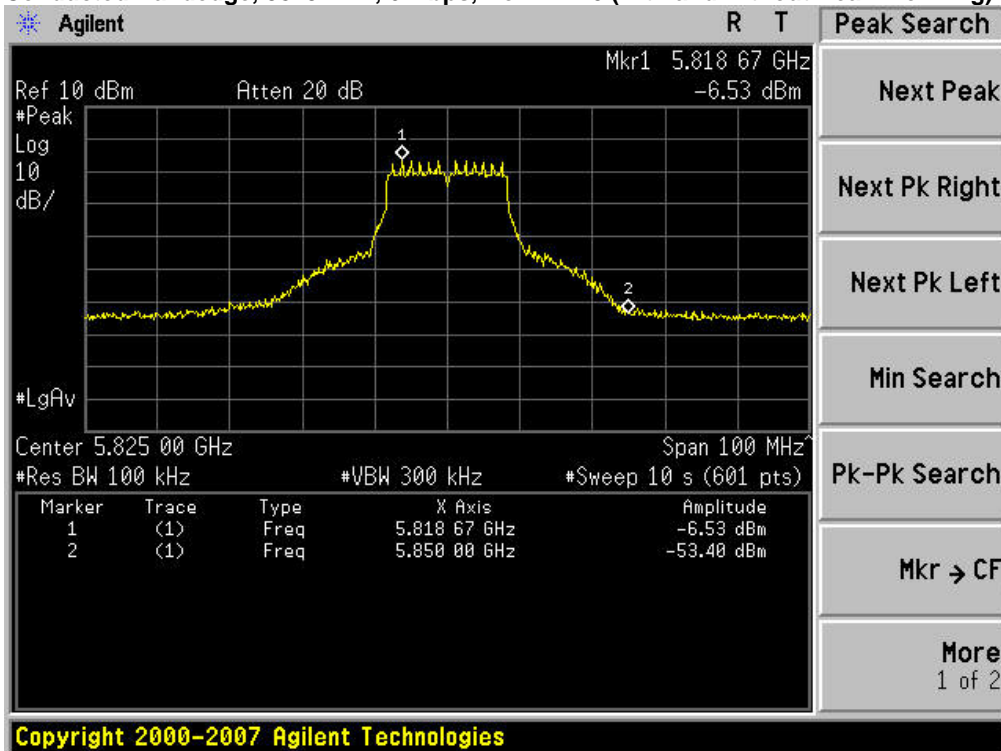 Agilent R T Peak Search
Mkr1 5.818 67 GHz
Ref 10 dBm Atten 20 dB -6.53 dBm
#Peak
Log
10
dB/
1
2
#LgAv
Center 5.825 00 GHz Span 100 MHz^
#Res BW 100 kHz #VBW 300 kHz #Sweep 10 s (601 pts)
Marker Trace Type X Axis Amplitude
1 (1) Freq 5.818 67 GHz -6.53 dBm
2 (1) Freq 5.850 00 GHz -53.40 dBm
Next Peak
Next Pk Right
Next Pk Left
Min Search
Pk-Pk Search
Mkr → CF
More
1 of 2
Copyright 2000-2007 Agilent Technologies